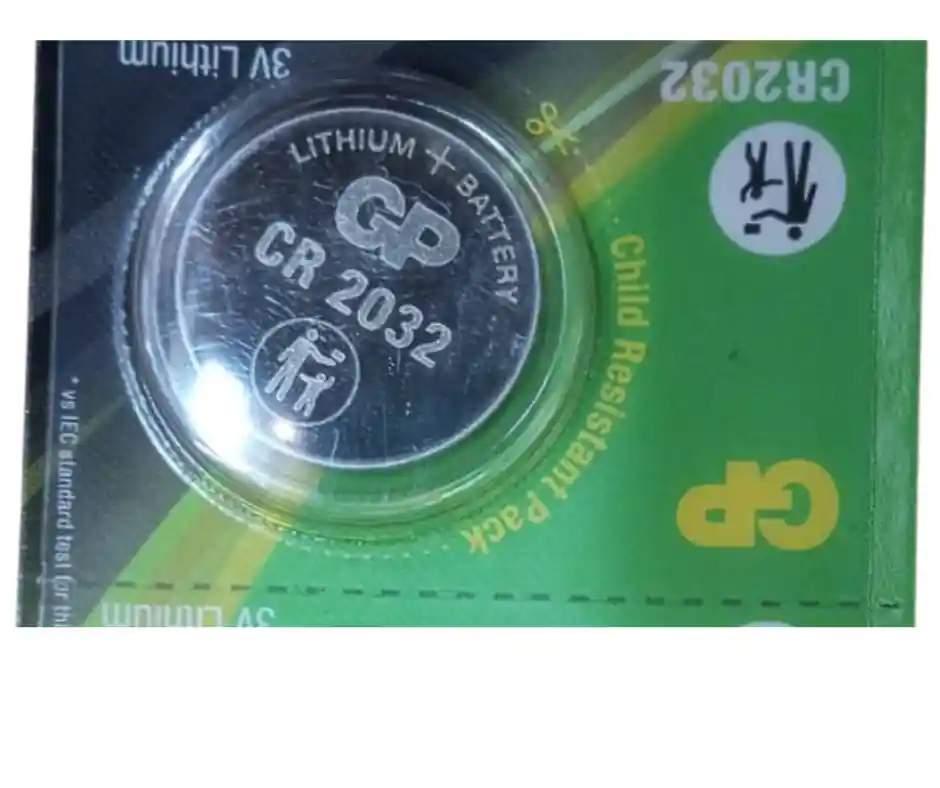 3V Lithium
CR2032
LITHIUM + BATTERY
GP
CR 2032
Child Resistant Pack
GP
* vs IEC standard test for thi
3V Lithium